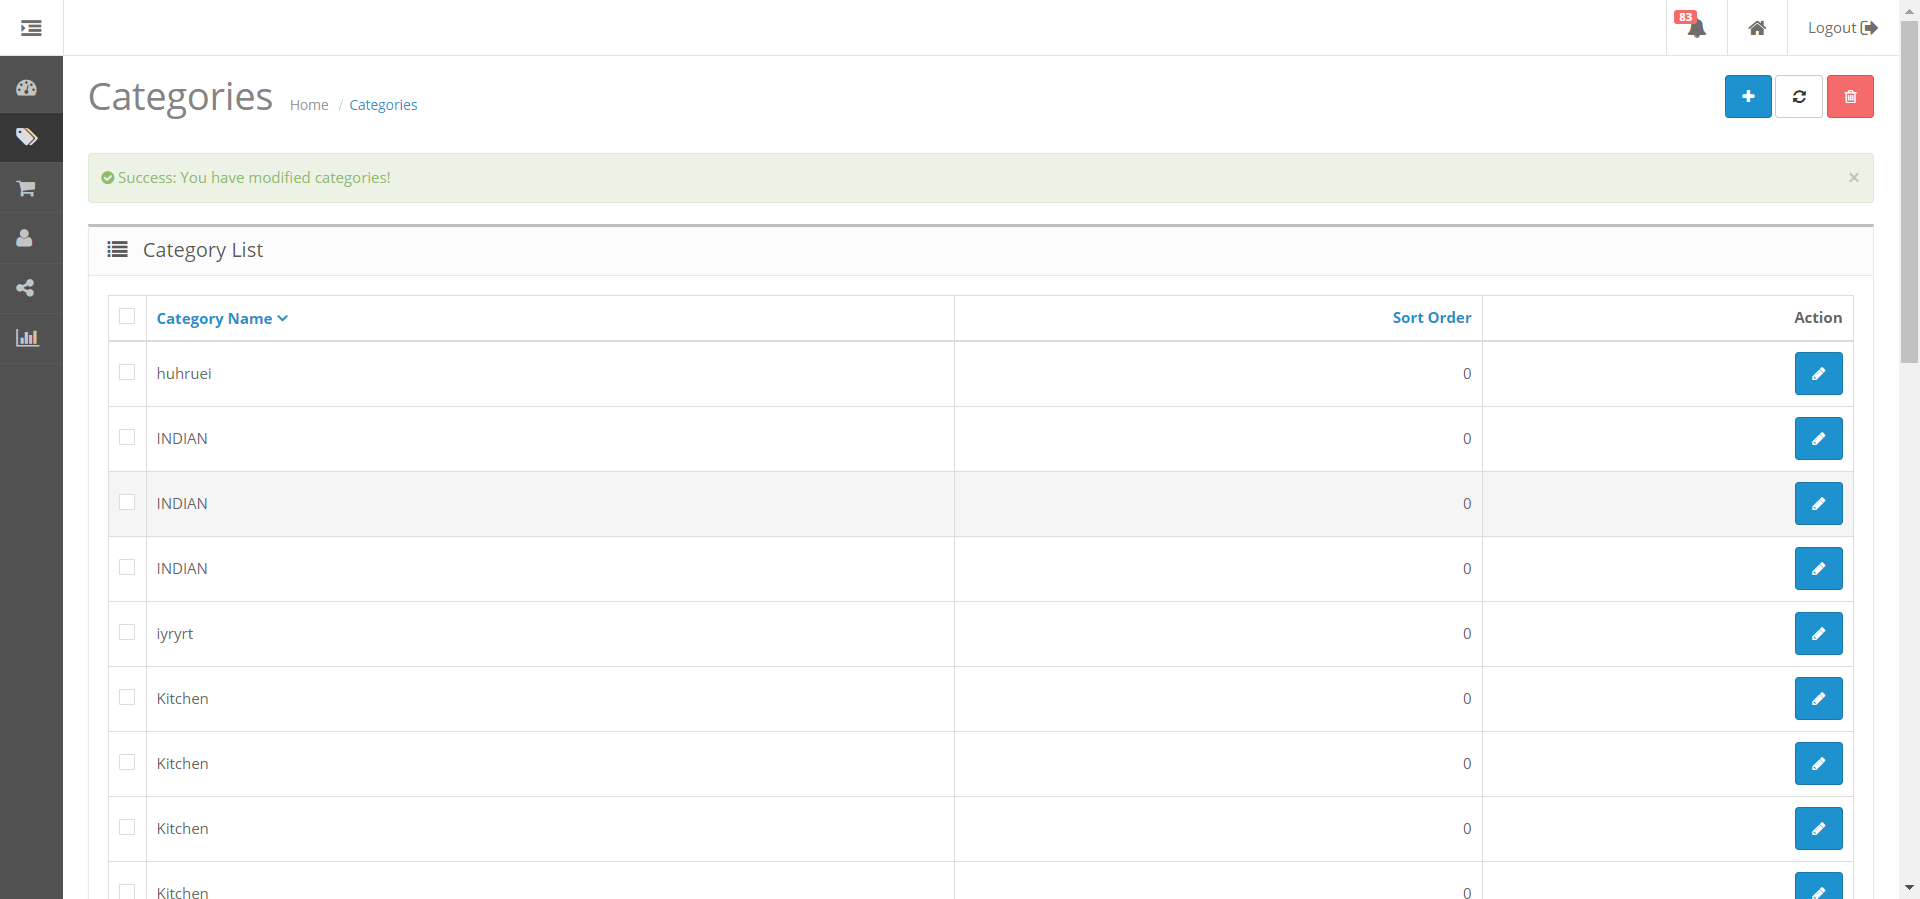 83
Logout
Categories
Home / Categories
Success: You have modified categories!
×
Category List
Category Name Sort Order Action
huhruei 0
INDIAN 0
INDIAN 0
INDIAN 0
iyryrt 0
Kitchen 0
Kitchen 0
Kitchen 0
Kitchen 0